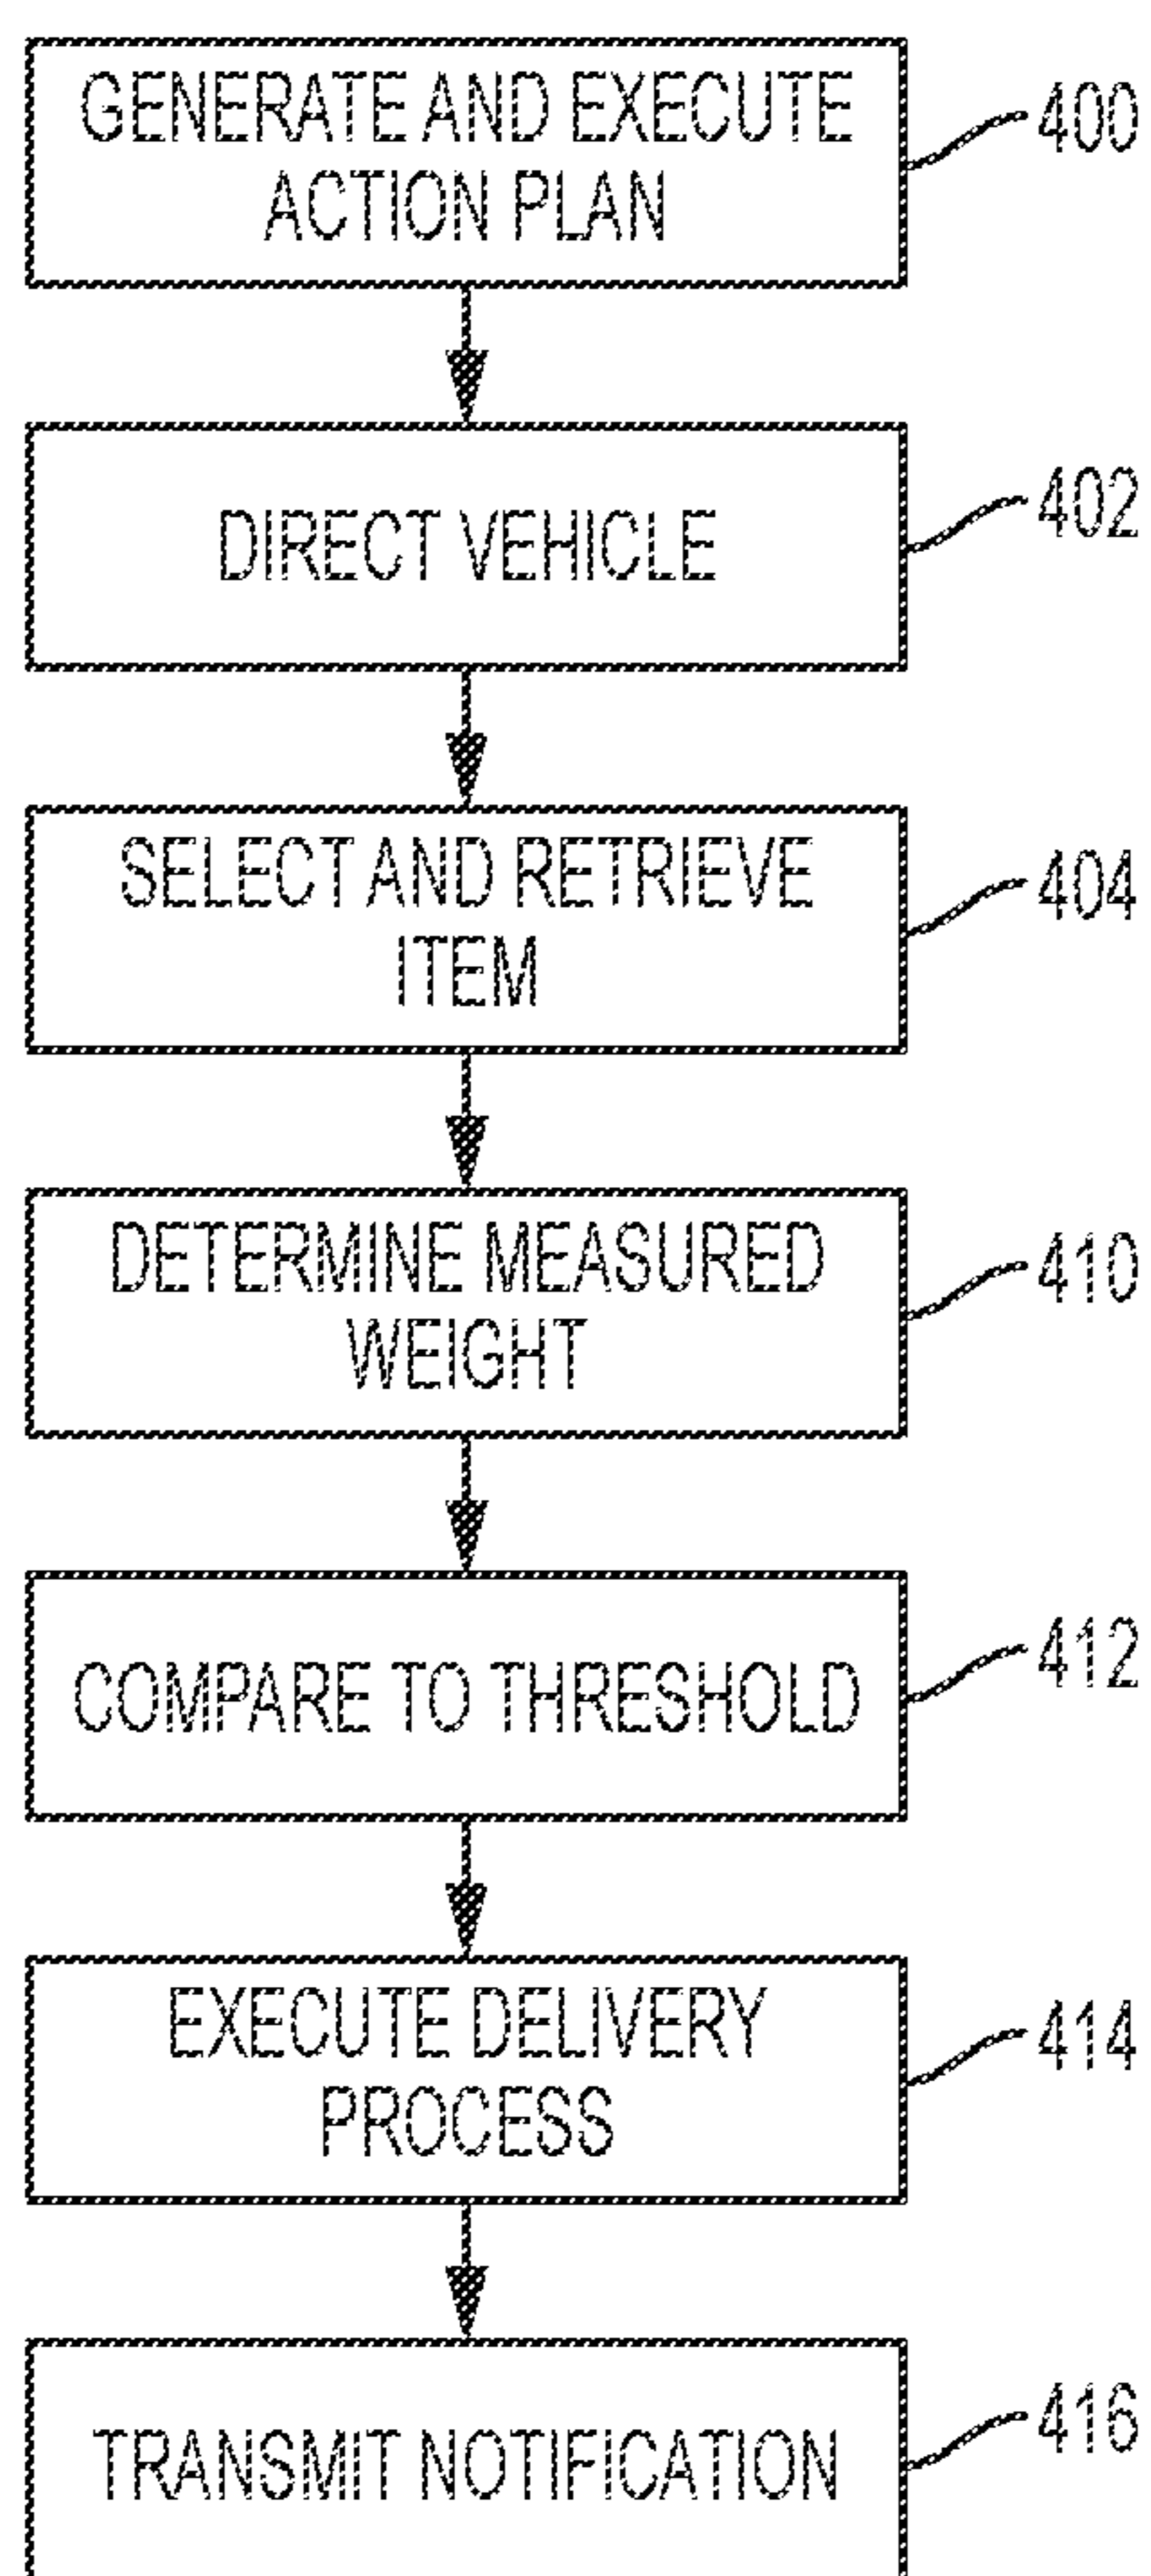 GENERATE AND EXECUTE
ACTION PLAN
400
DIRECT VEHICLE
402
SELECT AND RETRIEVE
ITEM
404
DETERMINE MEASURED
WEIGHT
410
COMPARE TO THRESHOLD
412
EXECUTE DELIVERY
PROCESS
414
TRANSMIT NOTIFICATION
416